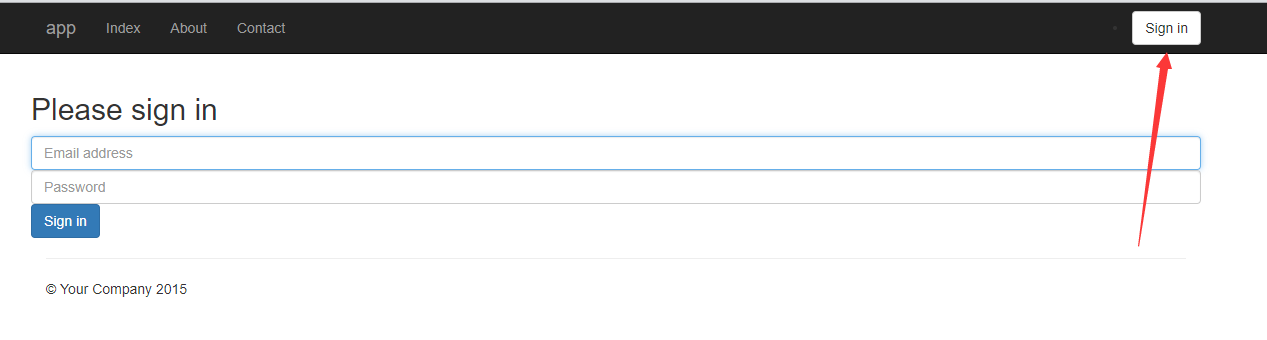 app Index About Contact Sign in
Please sign in
Email address
Password
Sign in
© Your Company 2015